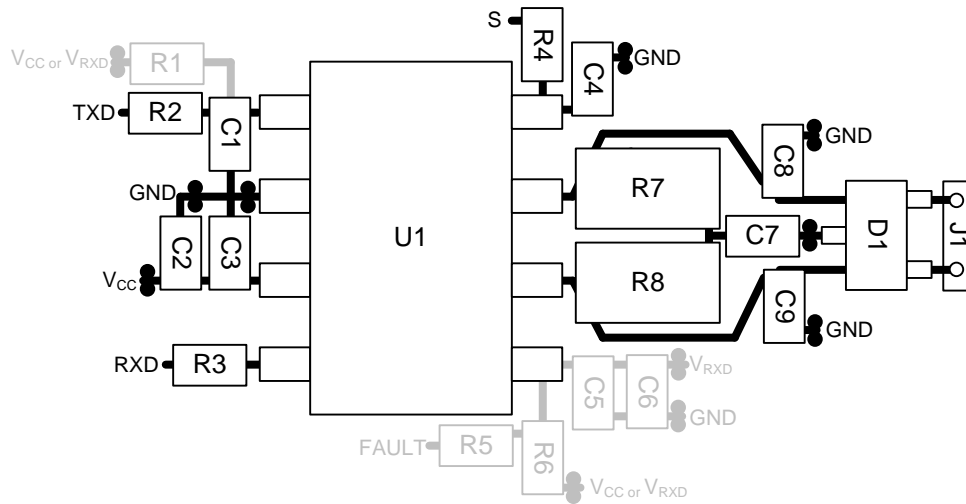 S
R4
C4
GND
VCC or VRXD
R1
TXD
R2
C1
GND
C8
R7
GND
U1
C7
D1
J1
C2
C3
VCC
R8
C9
GND
RXD
R3
C5
C6
VRXD
GND
FAULT
R5
R6
VCC or VRXD